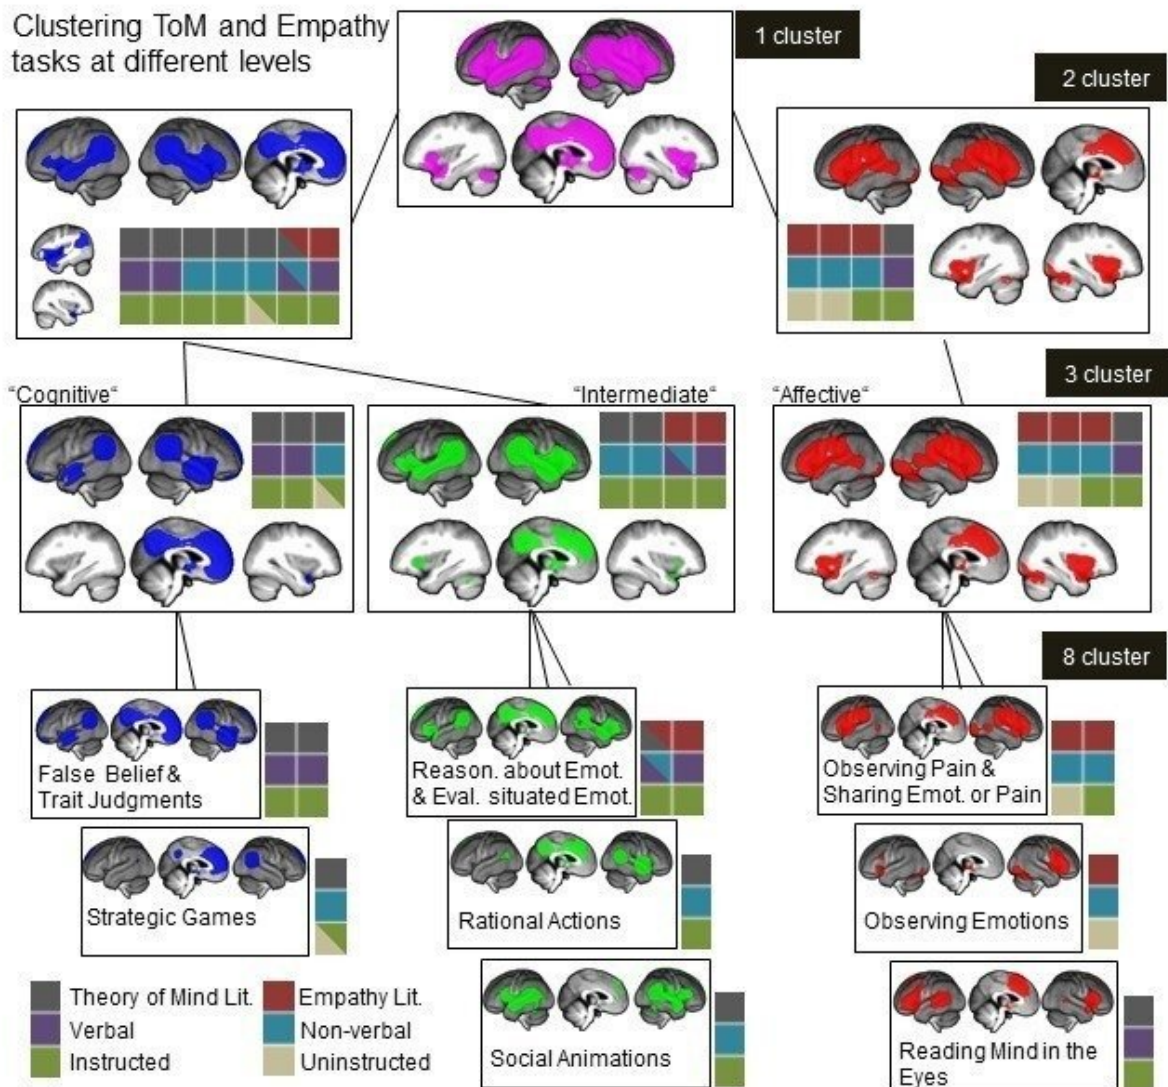 Clustering ToM and Empathy
tasks at different levels
1 cluster
2 cluster
3 cluster
“Cognitive“
“Intermediate“
“Affective“
8 cluster
False Belief &
Trait Judgments
Reason. about Emot.
& Eval. situated Emot.
Observing Pain &
Sharing Emot. or Pain
Strategic Games
Rational Actions
Observing Emotions
Social Animations
Reading Mind in the
Eyes
Theory of Mind Lit.
Empathy Lit.
Verbal
Non-verbal
Instructed
Uninstructed